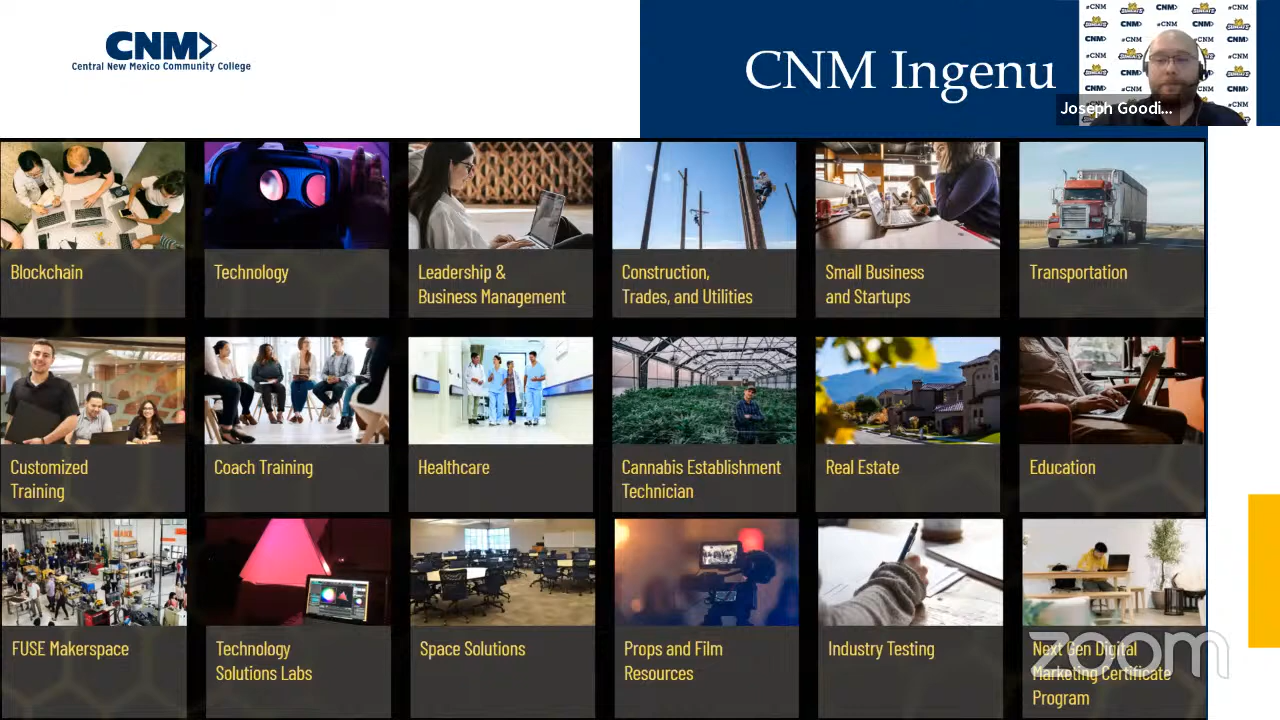 CNM
Central New Mexico Community College
CNM Ingenu
Joseph Goodi...
Blockchain
Technology
Leadership &
Business Management
Construction,
Trades, and Utilities
Small Business
and Startups
Transportation
Customized
Training
Coach Training
Healthcare
Cannabis Establishment
Technician
Real Estate
Education
FUSE Makerspace
Technology
Solutions Labs
Space Solutions
Props and Film
Resources
Industry Testing
Next Gen Digital
Marketing Certificate
Program
zoom